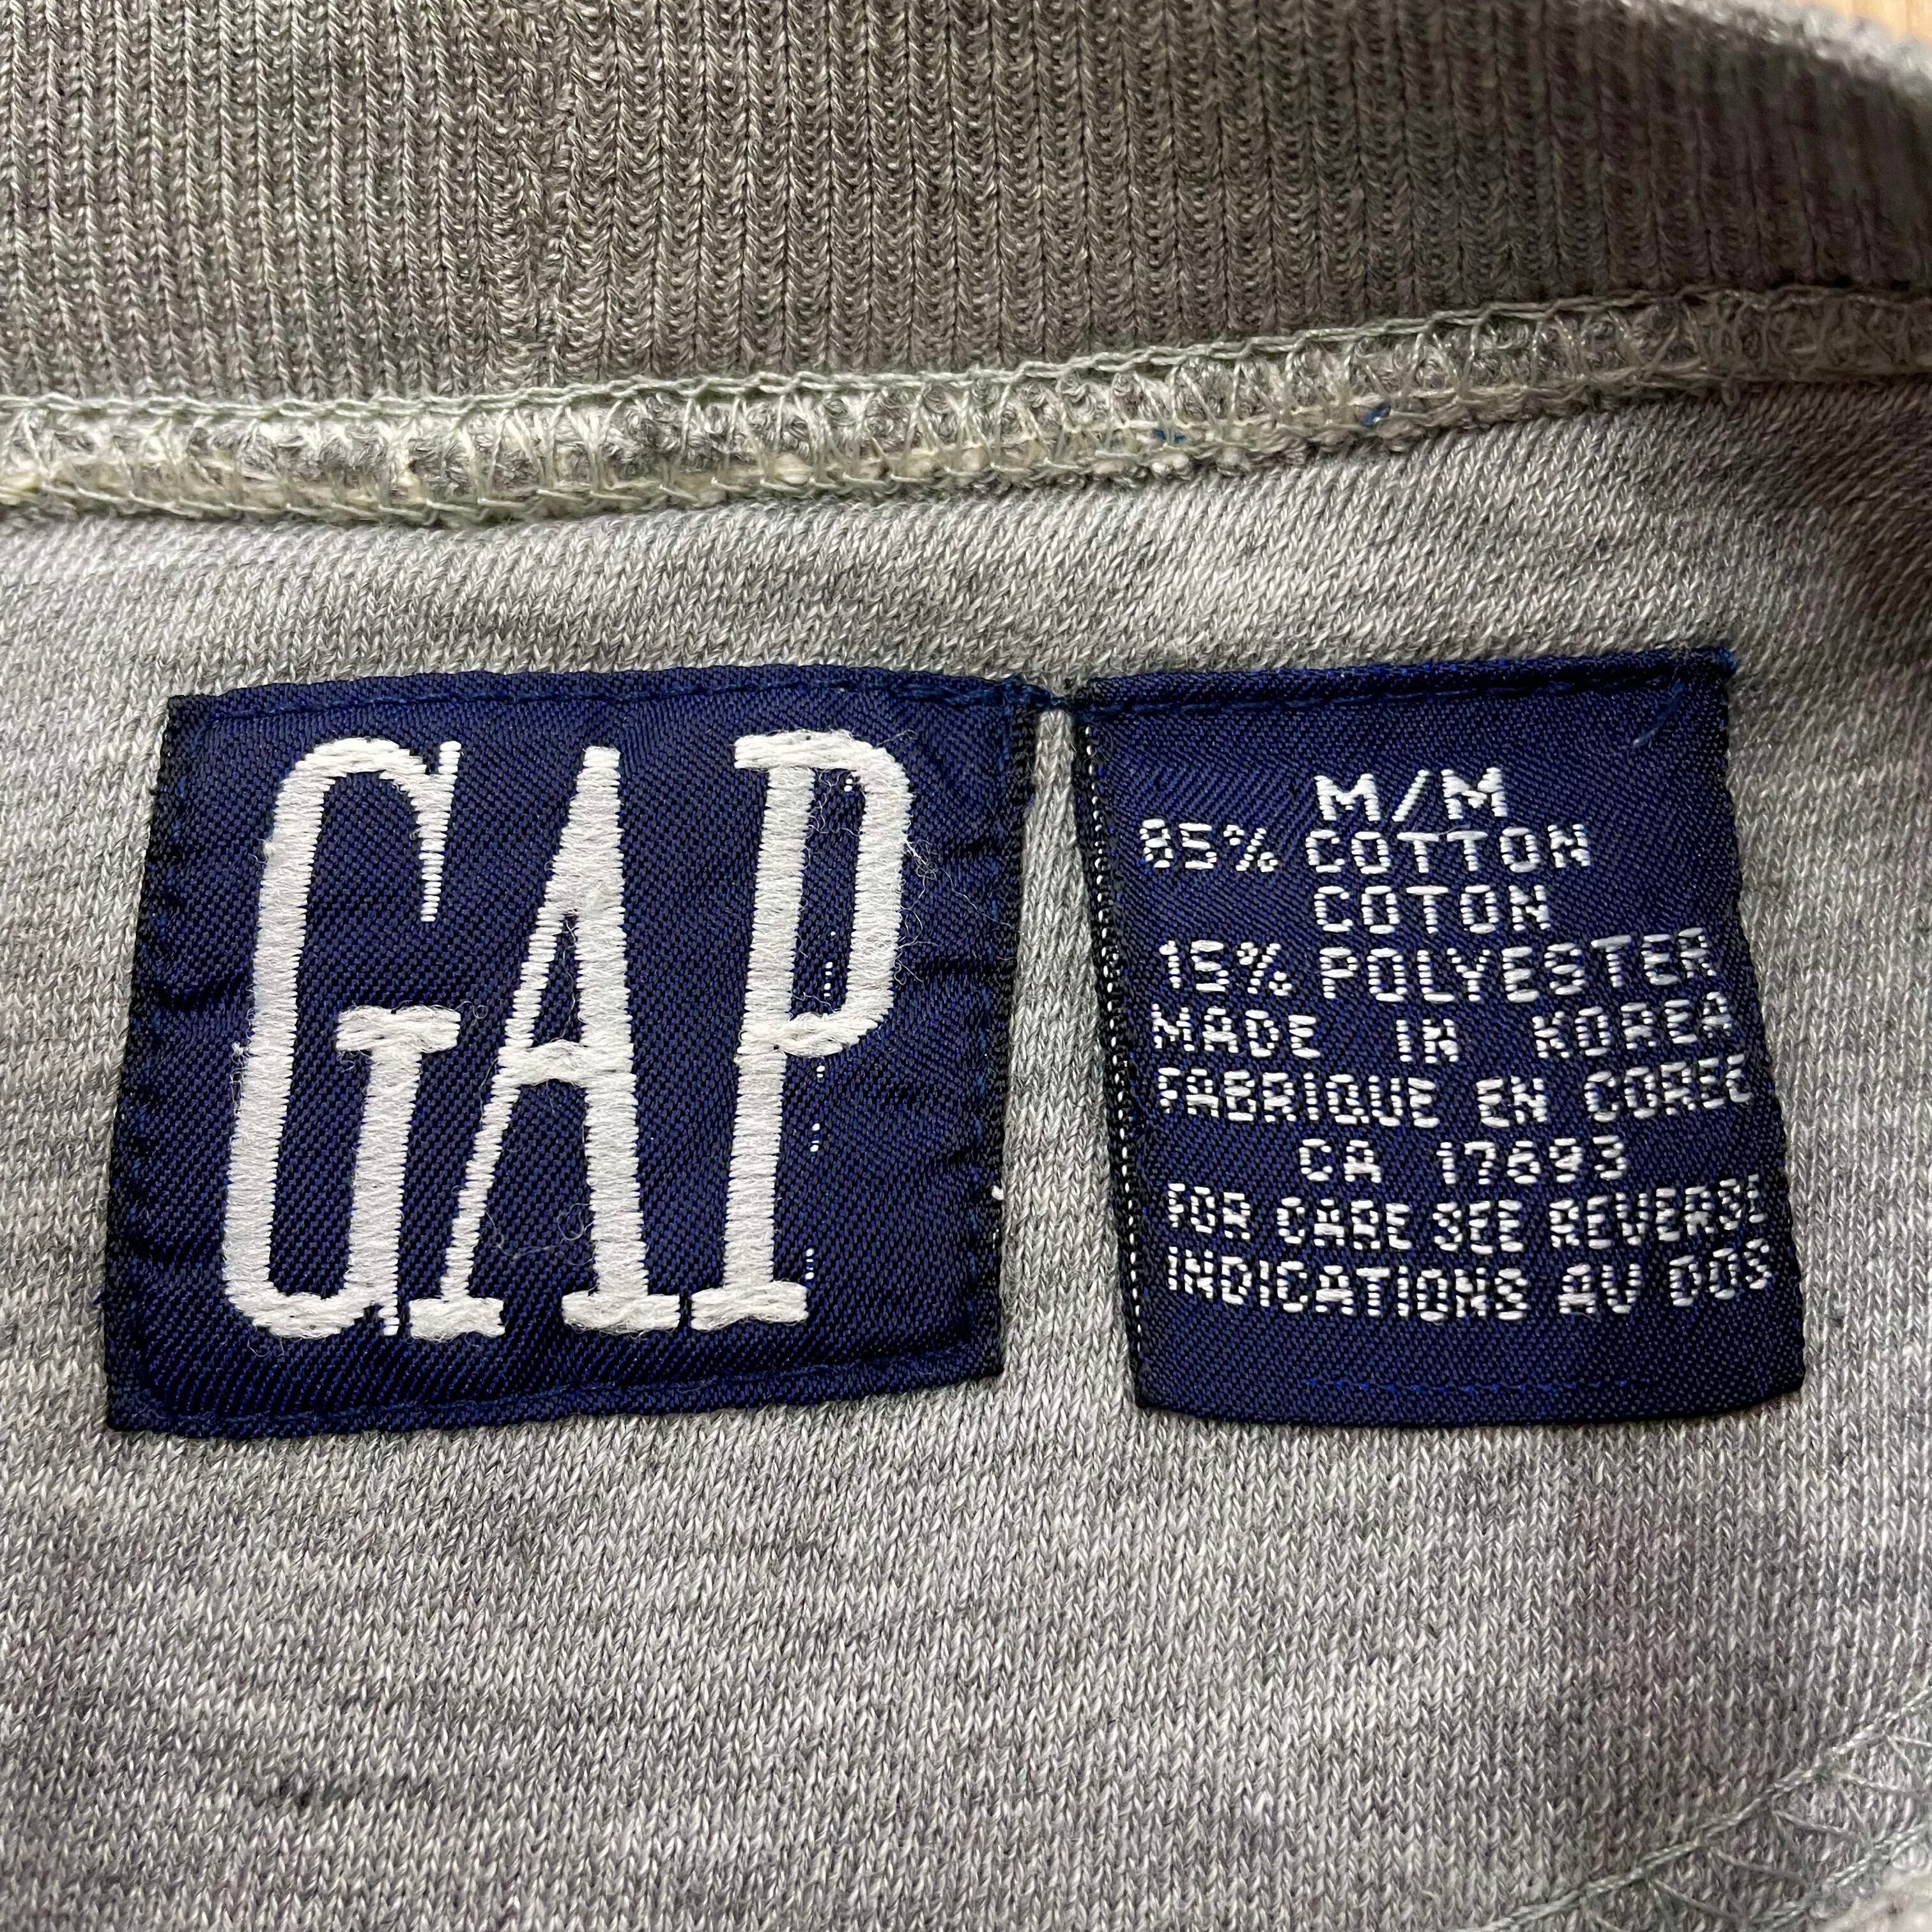 GAP
M/M
85% COTTON
COTON
15% POLYESTER
MADE IN KOREA
FABRIQUE EN COREE
CA 17693
FOR CARE SEE REVERSE
INDICATIONS AU DOS